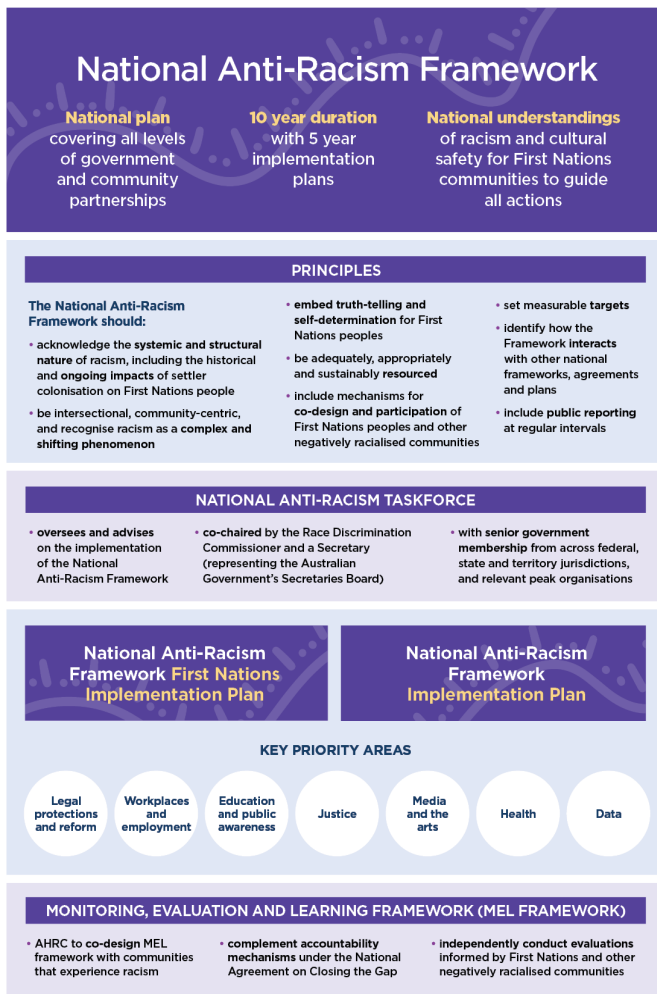 National Anti-Racism Framework
National plan
covering all levels
of government
and community
partnerships
10 year duration
with 5 year
implementation
plans
National understandings
of racism and cultural
safety for First Nations
communities to guide
all actions
PRINCIPLES
The National Anti-Racism
Framework should:
• acknowledge the systemic and structural
nature of racism, including the historical
and ongoing impacts of settler
colonisation on First Nations people
• be intersectional, community-centric,
and recognise racism as a complex and
shifting phenomenon
• embed truth-telling and
self-determination for First
Nations peoples
• be adequately, appropriately
and sustainably resourced
• include mechanisms for
co-design and participation of
First Nations peoples and other
negatively racialised communities
• set measurable targets
• identify how the
Framework interacts
with other national
frameworks, agreements
and plans
• include public reporting
at regular intervals
NATIONAL ANTI-RACISM TASKFORCE
• oversees and advises
on the implementation
of the National
Anti-Racism Framework
• co-chaired by the Race Discrimination
Commissioner and a Secretary
(representing the Australian
Government's Secretaries Board)
• with senior government
membership from across federal,
state and territory jurisdictions,
and relevant peak organisations
National Anti-Racism
Framework First Nations
Implementation Plan
National Anti-Racism
Framework
Implementation Plan
KEY PRIORITY AREAS
Legal
protections
and reform
Workplaces
and
employment
Education
and public
awareness
Justice
Media
and the
arts
Health
Data
MONITORING, EVALUATION AND LEARNING FRAMEWORK (MEL FRAMEWORK)
• AHRC to co-design MEL
framework with communities
that experience racism
• complement accountability
mechanisms under the National
Agreement on Closing the Gap
• independently conduct evaluations
informed by First Nations and other
negatively racialised communities